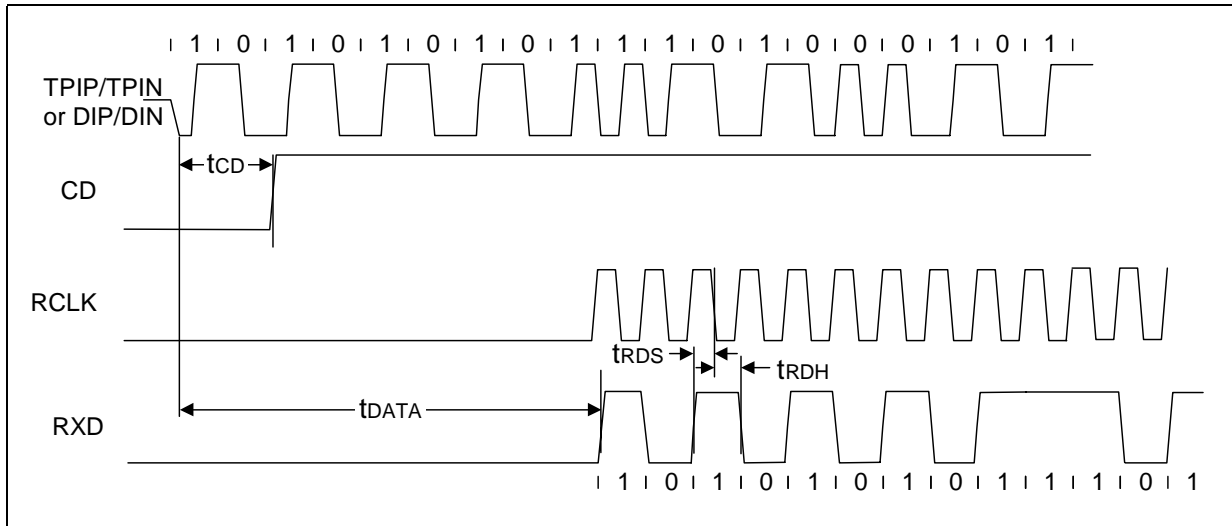 1 0 1 0 1 0 1 0 1 1 1 0 1 0 0 0 1 0 1
TPIP/TPIN
or DIP/DIN
tCD
CD
RCLK
tRDS
tRDH
tDATA
RXD
1 0 1 0 1 0 1 0 1 1 1 0 1